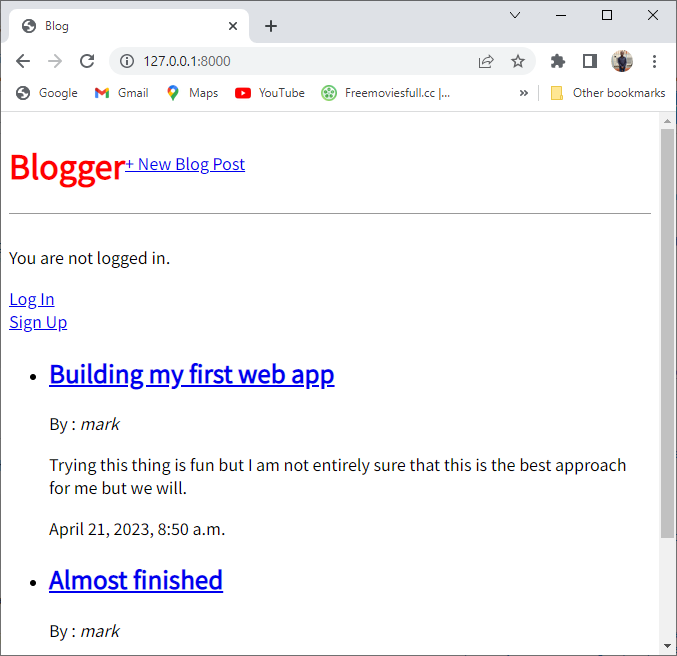 Blog
127.0.0.1:8000
Google Gmail Maps YouTube Freemoviesfull.cc |... » Other bookmarks
Blogger+ New Blog Post
You are not logged in.
Log In
Sign Up
Building my first web app
By : mark
Trying this thing is fun but I am not entirely sure that this is the best approach
for me but we will.
April 21, 2023, 8:50 a.m.
Almost finished
By : mark